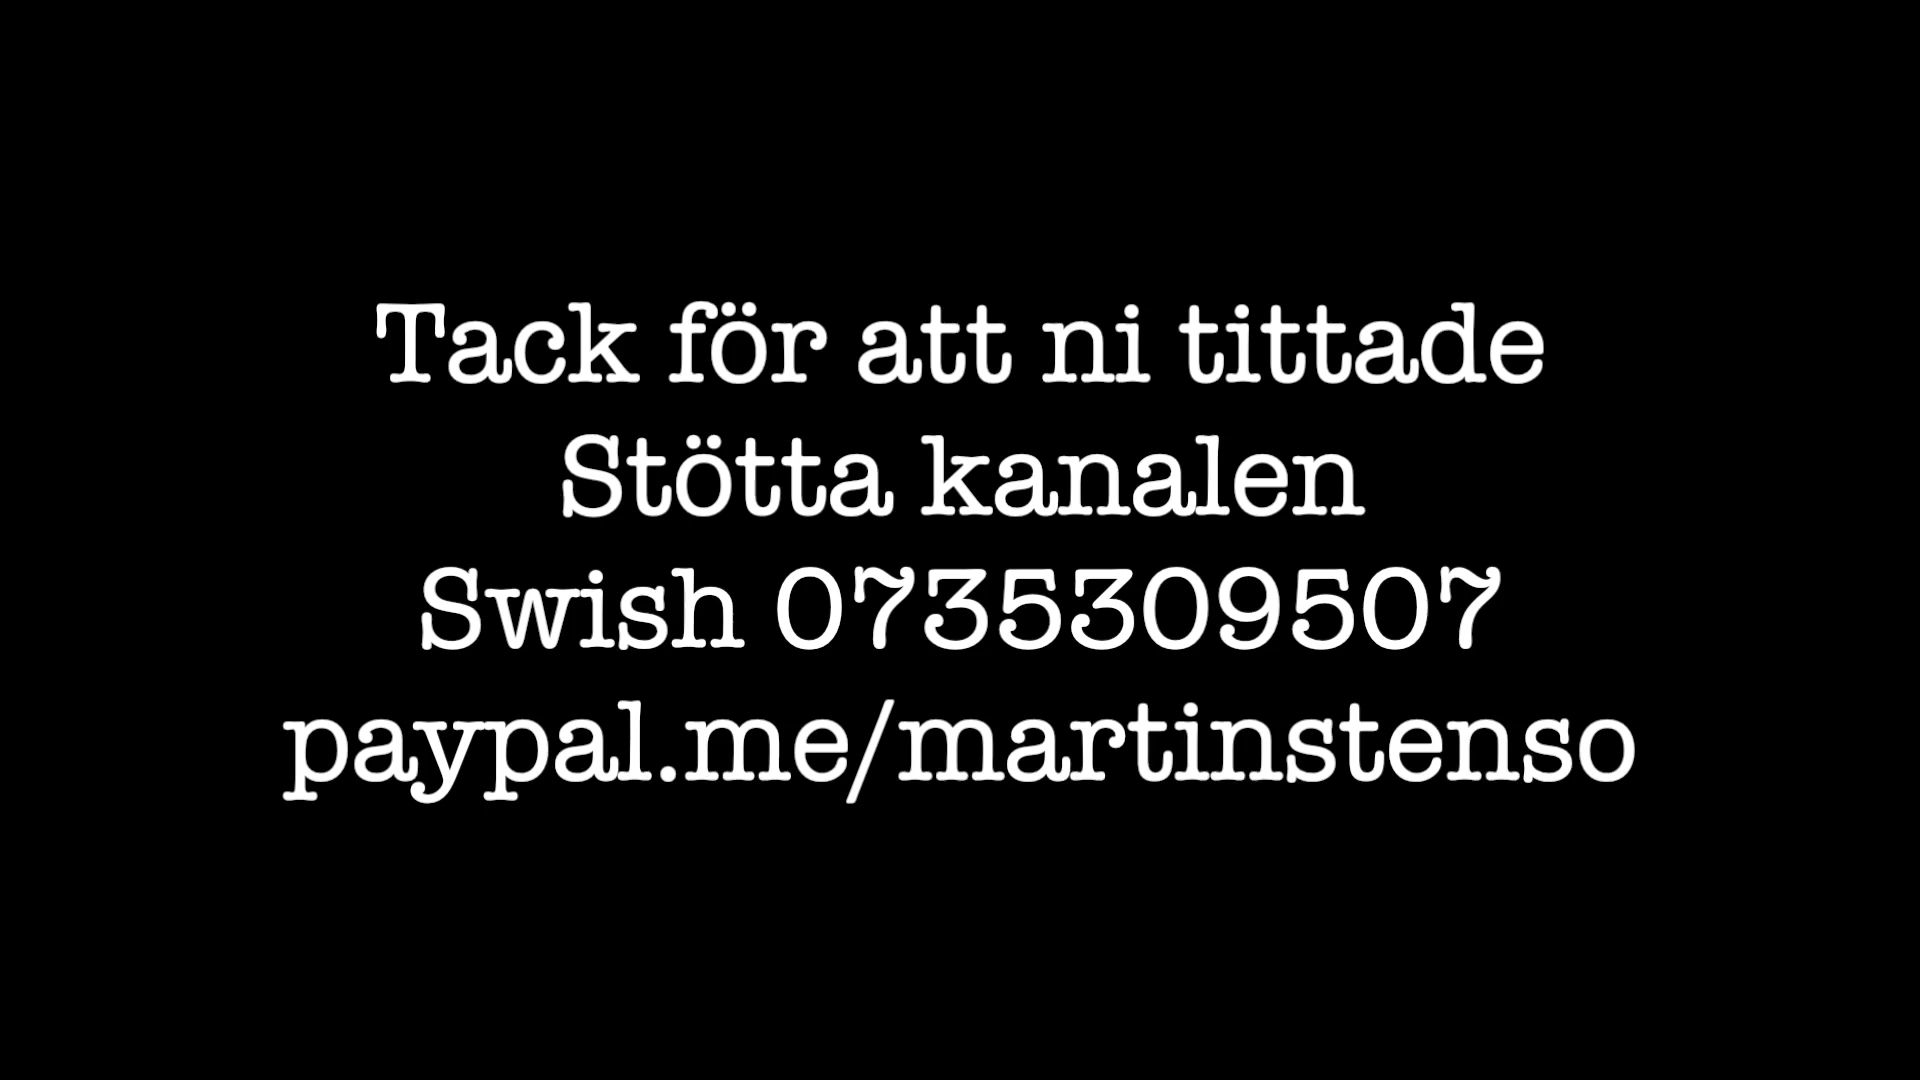 Tack för att ni tittade
Stötta kanalen
Swish 0735309507
paypal.me/martinstenso